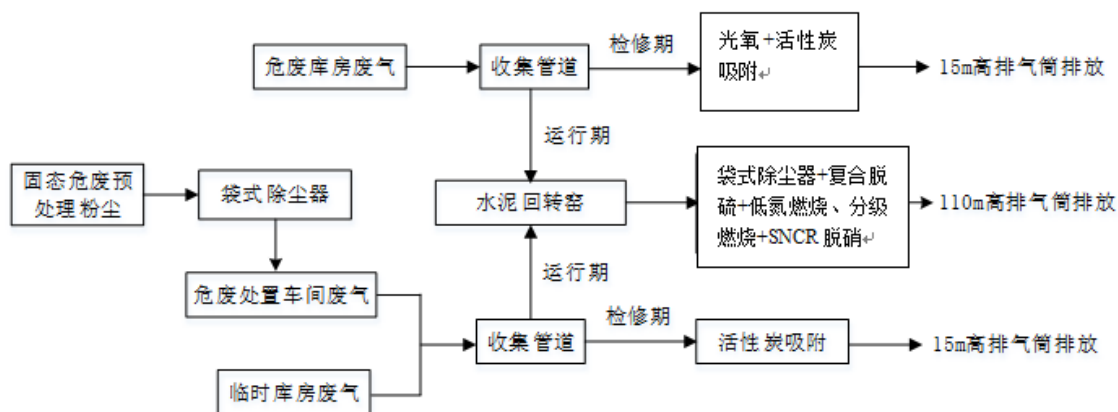 检修期
光氧+活性炭
吸附↵
危废库房废气
收集管道
15m高排气筒排放
运行期
固态危废预
处理粉尘
袋式除尘器
水泥回转窑
袋式除尘器+复合脱
硫+低氮燃烧、分级
燃烧+SNCR 脱硝↵
110m高排气筒排放
运行期
危废处置车间废气
检修期
收集管道
活性炭吸附
15m高排气筒排放
临时库房废气